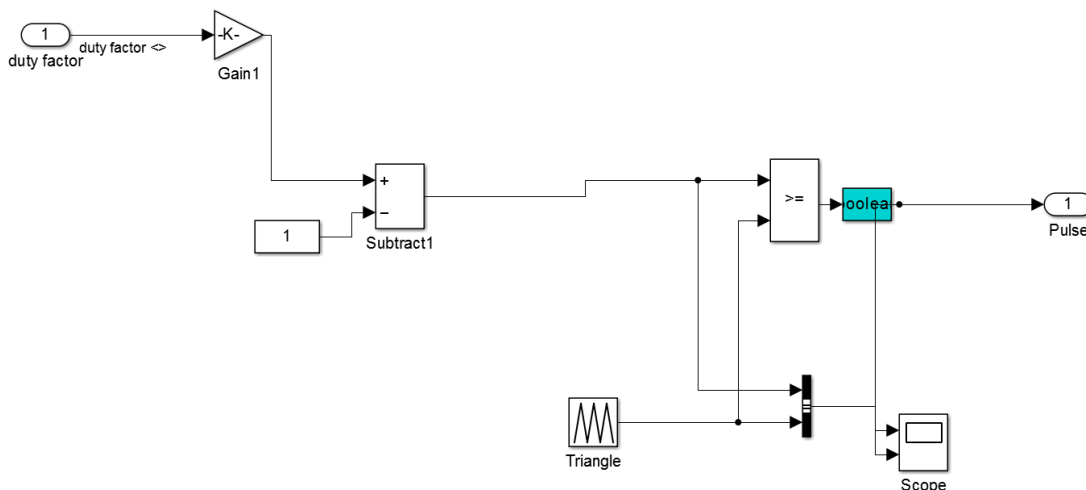 1
duty factor
duty factor <>
-K-
Gain1
+
−
Subtract1
1
>=
oolea
1
Pulse
Triangle
Scope